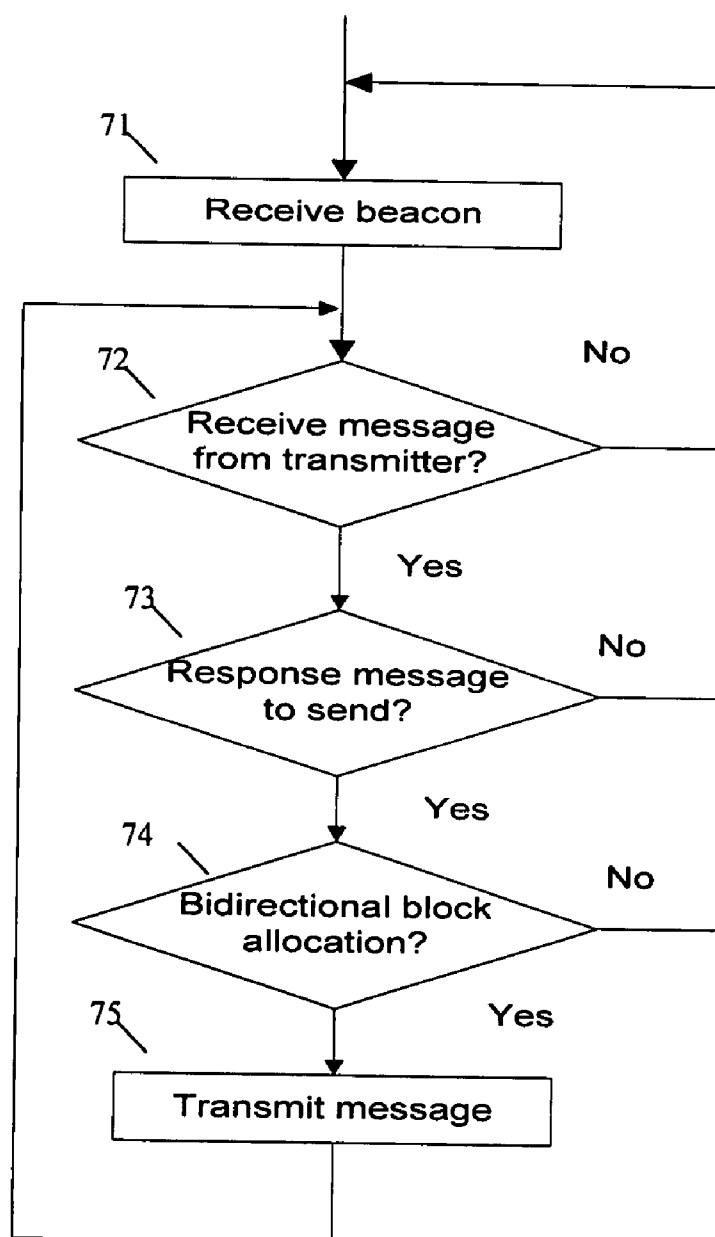 71
Receive beacon
72
No
Receive message
from transmitter?
Yes
73
No
Response message
to send?
Yes
74
No
Bidirectional block
allocation?
Yes
75
Transmit message